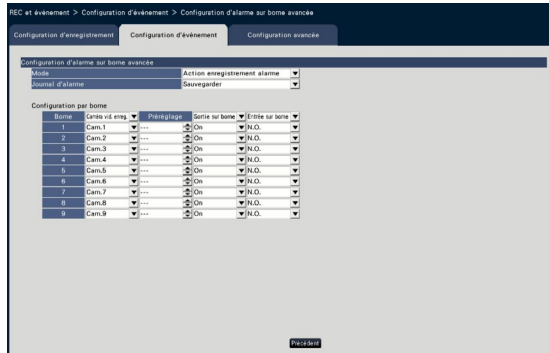 REC et évènement > Configuration d'évènement > Configuration d'alarme sur borne avancée
Configuration d'enregistrement Configuration d'évènement Configuration avancée
Configuration d'alarme sur borne avancée
Mode Action enregistrement alarme
Journal d'alarme Sauvegarder
Configuration par borne
Borne Caméra vid. enreg. Préréglage Sortie sur borne Entrée sur borne
1 Cam.1 --- On N.O.
2 Cam.2 --- On N.O.
3 Cam.3 --- On N.O.
4 Cam.4 --- On N.O.
5 Cam.5 --- On N.O.
6 Cam.6 --- On N.O.
7 Cam.7 --- On N.O.
8 Cam.8 --- On N.O.
9 Cam.9 --- On N.O.
Précédent